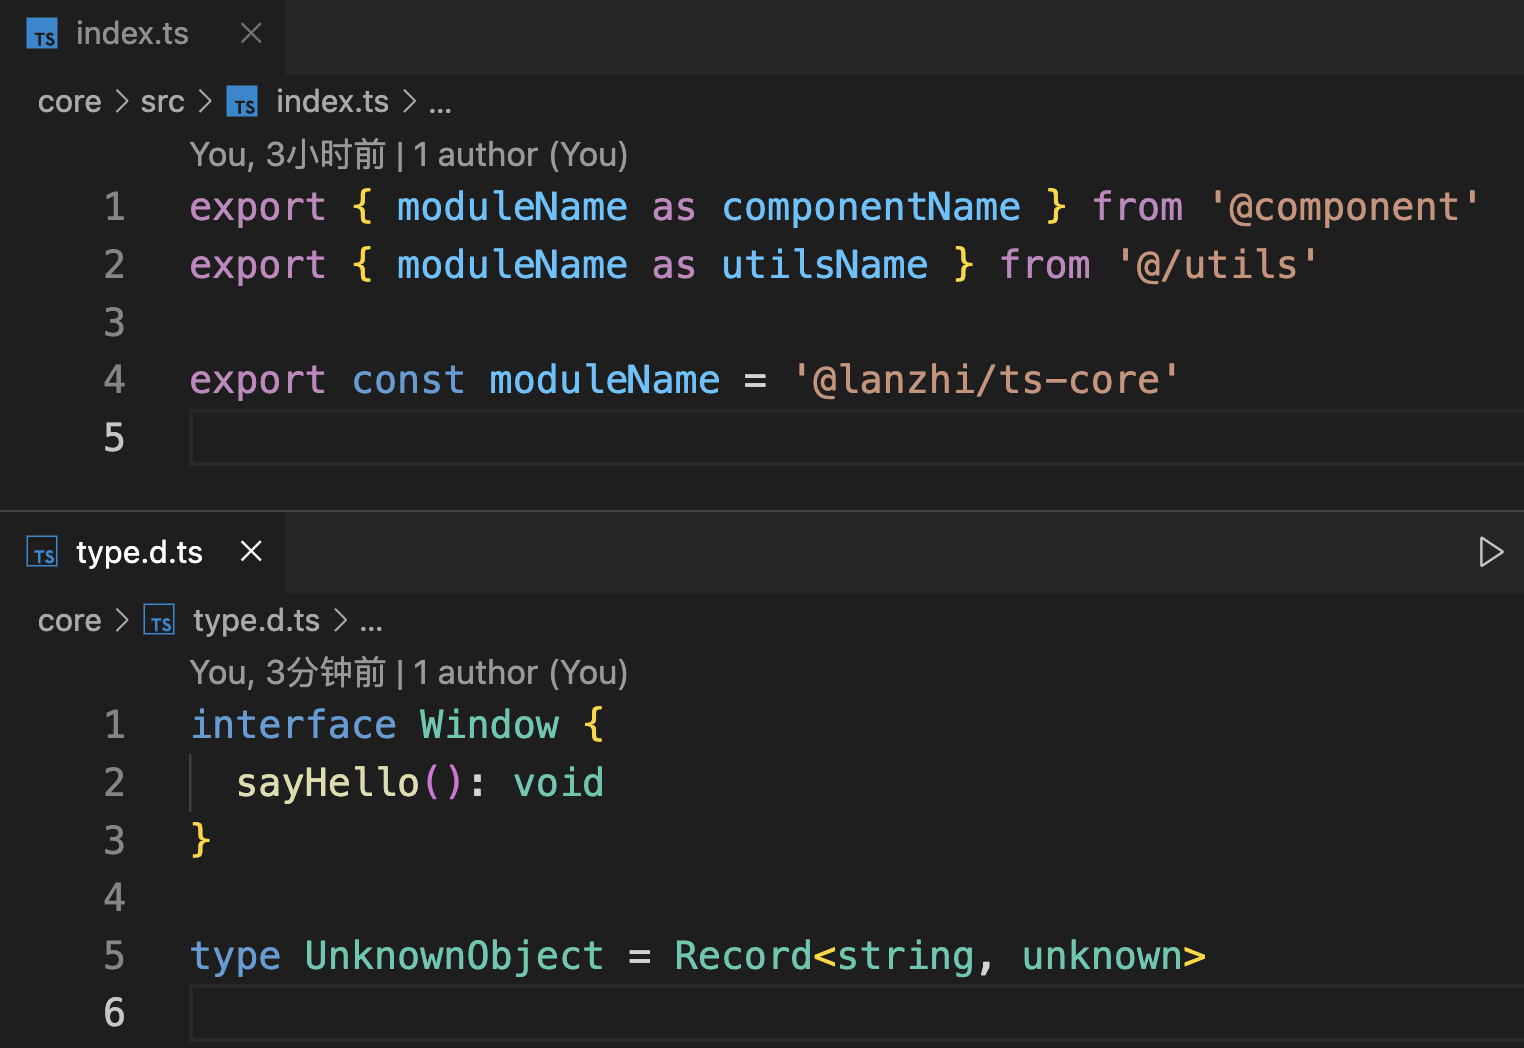 TS index.ts
core > src > TS index.ts > ...
You, 3小时前 | 1 author (You)
1 export { moduleName as componentName } from '@component'
2 export { moduleName as utilsName } from '@/utils'
3
4 export const moduleName = '@lanzhi/ts-core'
5
TS type.d.ts
core > TS type.d.ts > ...
You, 3分钟前 | 1 author (You)
1 interface Window {
2 sayHello(): void
3 }
4
5 type UnknownObject = Record<string, unknown>
6